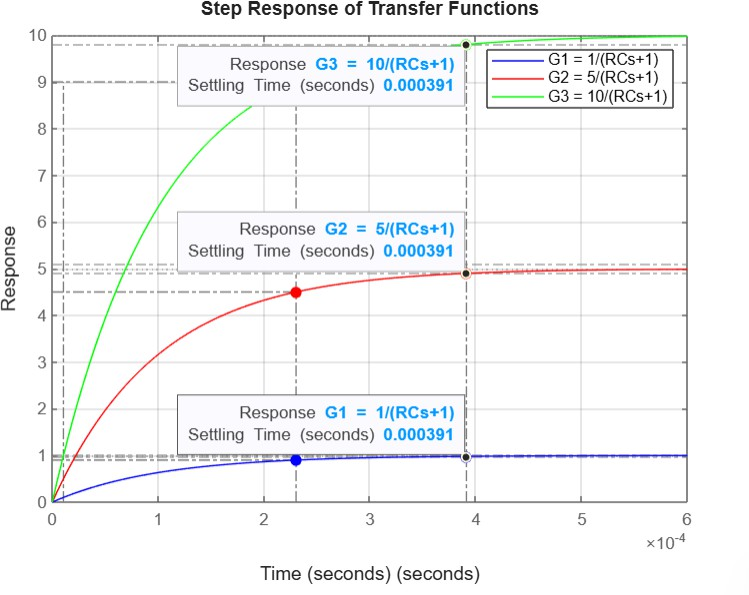 Step Response of Transfer Functions
10
9
8
7
6
5
4
3
2
1
0
Response
Response G3 = 10/(RCs+1)
Settling Time (seconds) 0.000391
G1 = 1/(RCs+1)
G2 = 5/(RCs+1)
G3 = 10/(RCs+1)
Response G2 = 5/(RCs+1)
Settling Time (seconds) 0.000391
Response G1 = 1/(RCs+1)
Settling Time (seconds) 0.000391
0 1 2 3 4 5 6
×10⁻⁴
Time (seconds) (seconds)